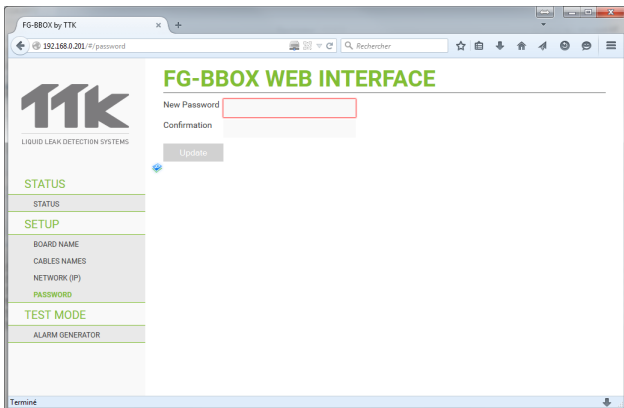 FG-BBOX by TTK
192.168.0.201/#/password
Rechercher
TTK
LIQUID LEAK DETECTION SYSTEMS
FG-BBOX WEB INTERFACE
New Password
Confirmation
Update
STATUS
STATUS
SETUP
BOARD NAME
CABLES NAMES
NETWORK (IP)
PASSWORD
TEST MODE
ALARM GENERATOR
Terminé